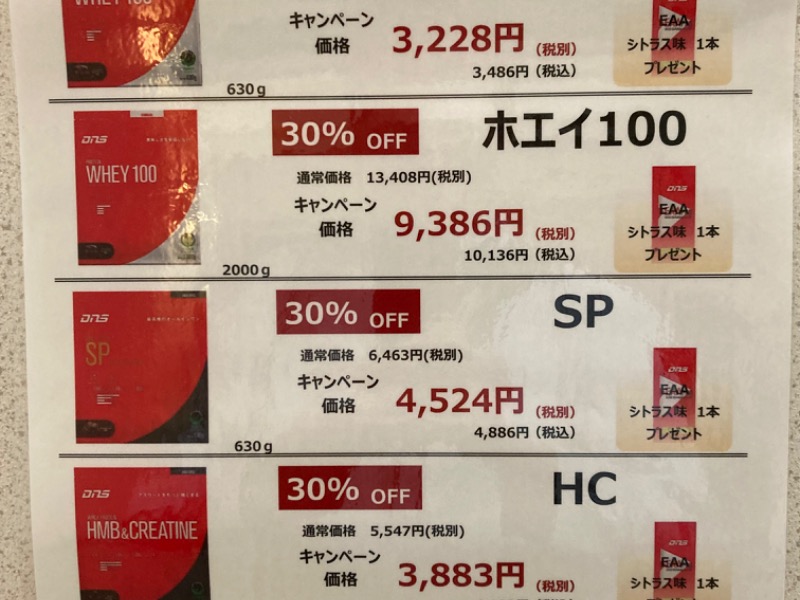 WHEY 100
キャンペーン
価格
3,228円 (税別)
3,486円 (税込)
EAA
シトラス味 1本
プレゼント
630g
DNS
WHEY 100
30% OFF
ホエイ100
通常価格 13,408円(税別)
キャンペーン
価格
9,386円 (税別)
10,136円 (税込)
DNS
EAA
シトラス味 1本
プレゼント
2000g
DNS
SP
30% OFF
SP
通常価格 6,463円(税別)
キャンペーン
価格
4,524円 (税別)
4,886円 (税込)
DNS
EAA
シトラス味 1本
プレゼント
630g
DNS
HMB&CREATINE
30% OFF
HC
通常価格 5,547円(税別)
キャンペーン
価格
3,883円 (税別)
DNS
EAA
シトラス味 1本